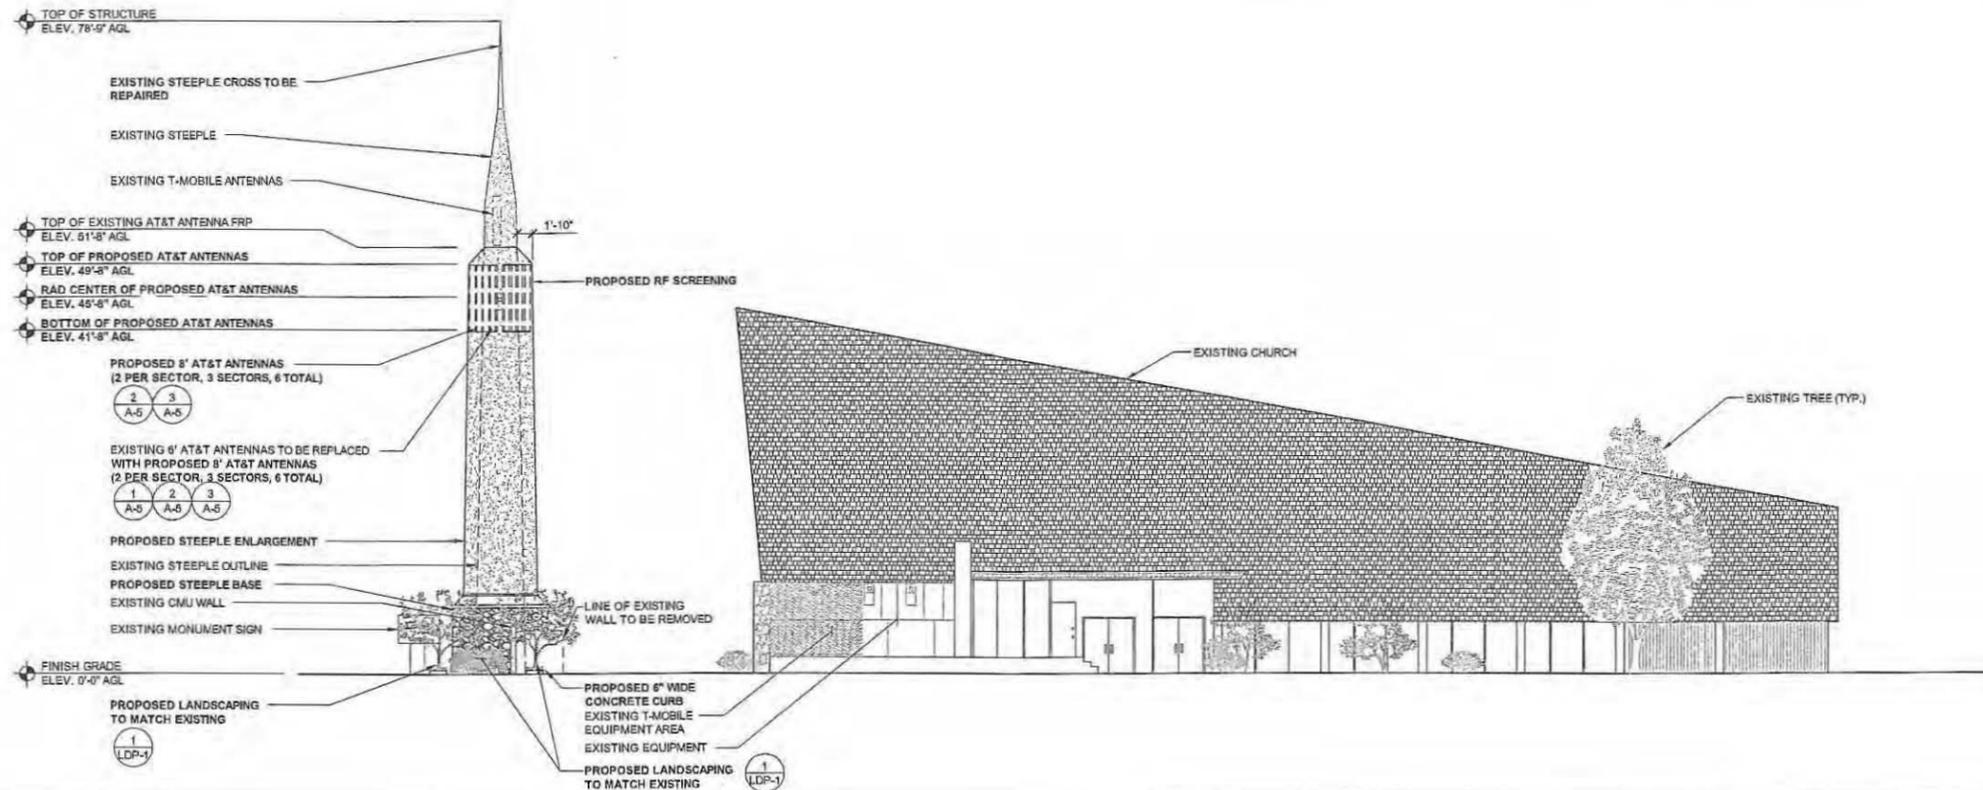 TOP OF STRUCTURE
ELEV. 78'-9" AGL
EXISTING STEEPLE CROSS TO BE
REPAIRED
EXISTING STEEPLE
EXISTING T-MOBILE ANTENNAS
TOP OF EXISTING AT&T ANTENNA FRP
ELEV. 51'-8" AGL
1'-10"
TOP OF PROPOSED AT&T ANTENNAS
ELEV. 49'-8" AGL
RAD CENTER OF PROPOSED AT&T ANTENNAS
ELEV. 45'-8" AGL
BOTTOM OF PROPOSED AT&T ANTENNAS
ELEV. 41'-8" AGL
PROPOSED RF SCREENING
PROPOSED 8' AT&T ANTENNAS
(2 PER SECTOR, 3 SECTORS, 6 TOTAL)
2 3
A-5 A-5
EXISTING 6' AT&T ANTENNAS TO BE REPLACED
WITH PROPOSED 8' AT&T ANTENNAS
(2 PER SECTOR, 3 SECTORS, 6 TOTAL)
1 2 3
A-5 A-5 A-5
PROPOSED STEEPLE ENLARGEMENT
EXISTING STEEPLE OUTLINE
PROPOSED STEEPLE BASE
EXISTING CMU WALL
EXISTING MONUMENT SIGN
LINE OF EXISTING
WALL TO BE REMOVED
FINISH GRADE
ELEV. 0'-0" AGL
PROPOSED LANDSCAPING
TO MATCH EXISTING
1
LDP-1
PROPOSED 6" WIDE
CONCRETE CURB
EXISTING T-MOBILE
EQUIPMENT AREA
EXISTING EQUIPMENT
PROPOSED LANDSCAPING
TO MATCH EXISTING
1
LDP-1
EXISTING CHURCH
EXISTING TREE (TYP.)